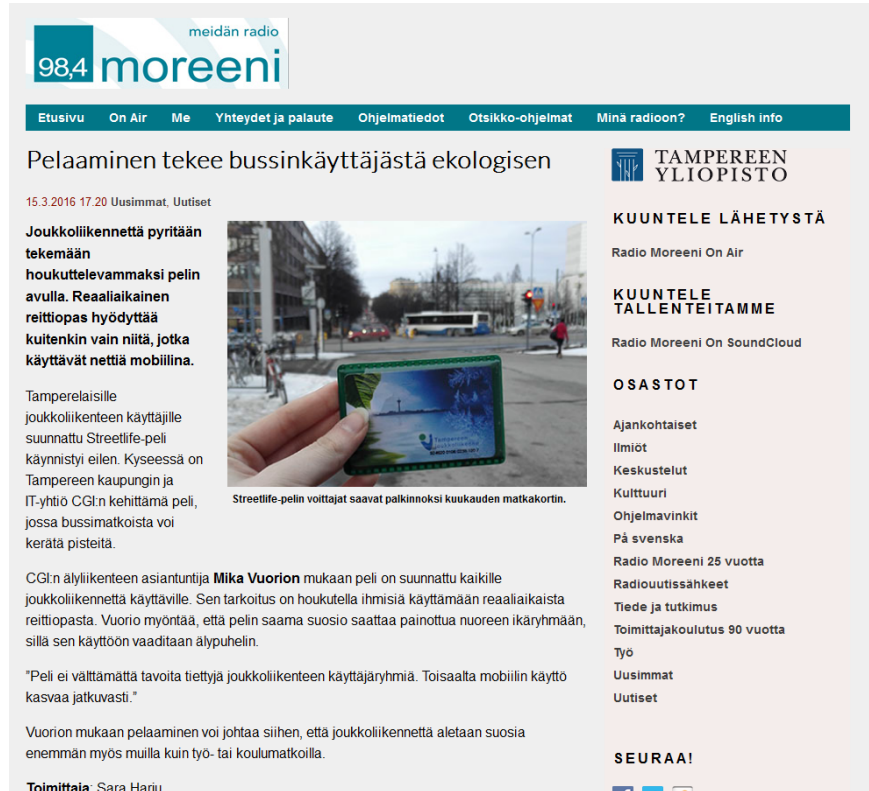 meidän radio
98,4 moreeni
Etusivu On Air Me Yhteydet ja palaute Ohjelmatiedot Otsikko-ohjelmat Minä radioon? English info
Pelaaminen tekee bussinkäyttäjästä ekologisen
15.3.2016 17.20 Uusimmat, Uutiset
Joukkoliikennettä pyritään
tekemään
houkuttelevammaksi pelin
avulla. Reaaliaikainen
reittiopas hyödyttää
kuitenkin vain niitä, jotka
käyttävät nettiä mobiilina.
Tampereen
joukkoliikenne
Streetlife-pelin voittajat saavat palkinnoksi kuukauden matkakortin.
Tamperelaisille
joukkoliikenteen käyttäjille
suunnattu Streetlife-peli
käynnistyi eilen. Kyseessä on
Tampereen kaupungin ja
IT-yhtiö CGI:n kehittämä peli,
jossa bussimatkoista voi
kerätä pisteitä.
CGI:n älyliikenteen asiantuntija Mika Vuorion mukaan peli on suunnattu kaikille
joukkoliikennettä käyttäville. Sen tarkoitus on houkutella ihmisiä käyttämään reaaliaikaista
reittiopasta. Vuorio myöntää, että pelin saama suosio saattaa painottua nuoreen ikäryhmään,
sillä sen käyttöön vaaditaan älypuhelin.
"Peli ei välttämättä tavoita tiettyjä joukkoliikenteen käyttäjäryhmiä. Toisaalta mobiilin käyttö
kasvaa jatkuvasti."
Vuorion mukaan pelaaminen voi johtaa siihen, että joukkoliikennettä aletaan suosia
enemmän myös muilla kuin työ- tai koulumatkoilla.
Toimittaja: Sara Harju
TAMPEREEN
YLIOPISTO
KUUNTELE LÄHETYSTÄ
Radio Moreeni On Air
KUUNTELE
TALLENTEITAMME
Radio Moreeni On SoundCloud
OSASTOT
Ajankohtaiset
Ilmiöt
Keskustelut
Kulttuuri
Ohjelmavinkit
På svenska
Radio Moreeni 25 vuotta
Radiouutissähkeet
Tiede ja tutkimus
Toimittajakoulutus 90 vuotta
Työ
Uusimmat
Uutiset
SEURAA!